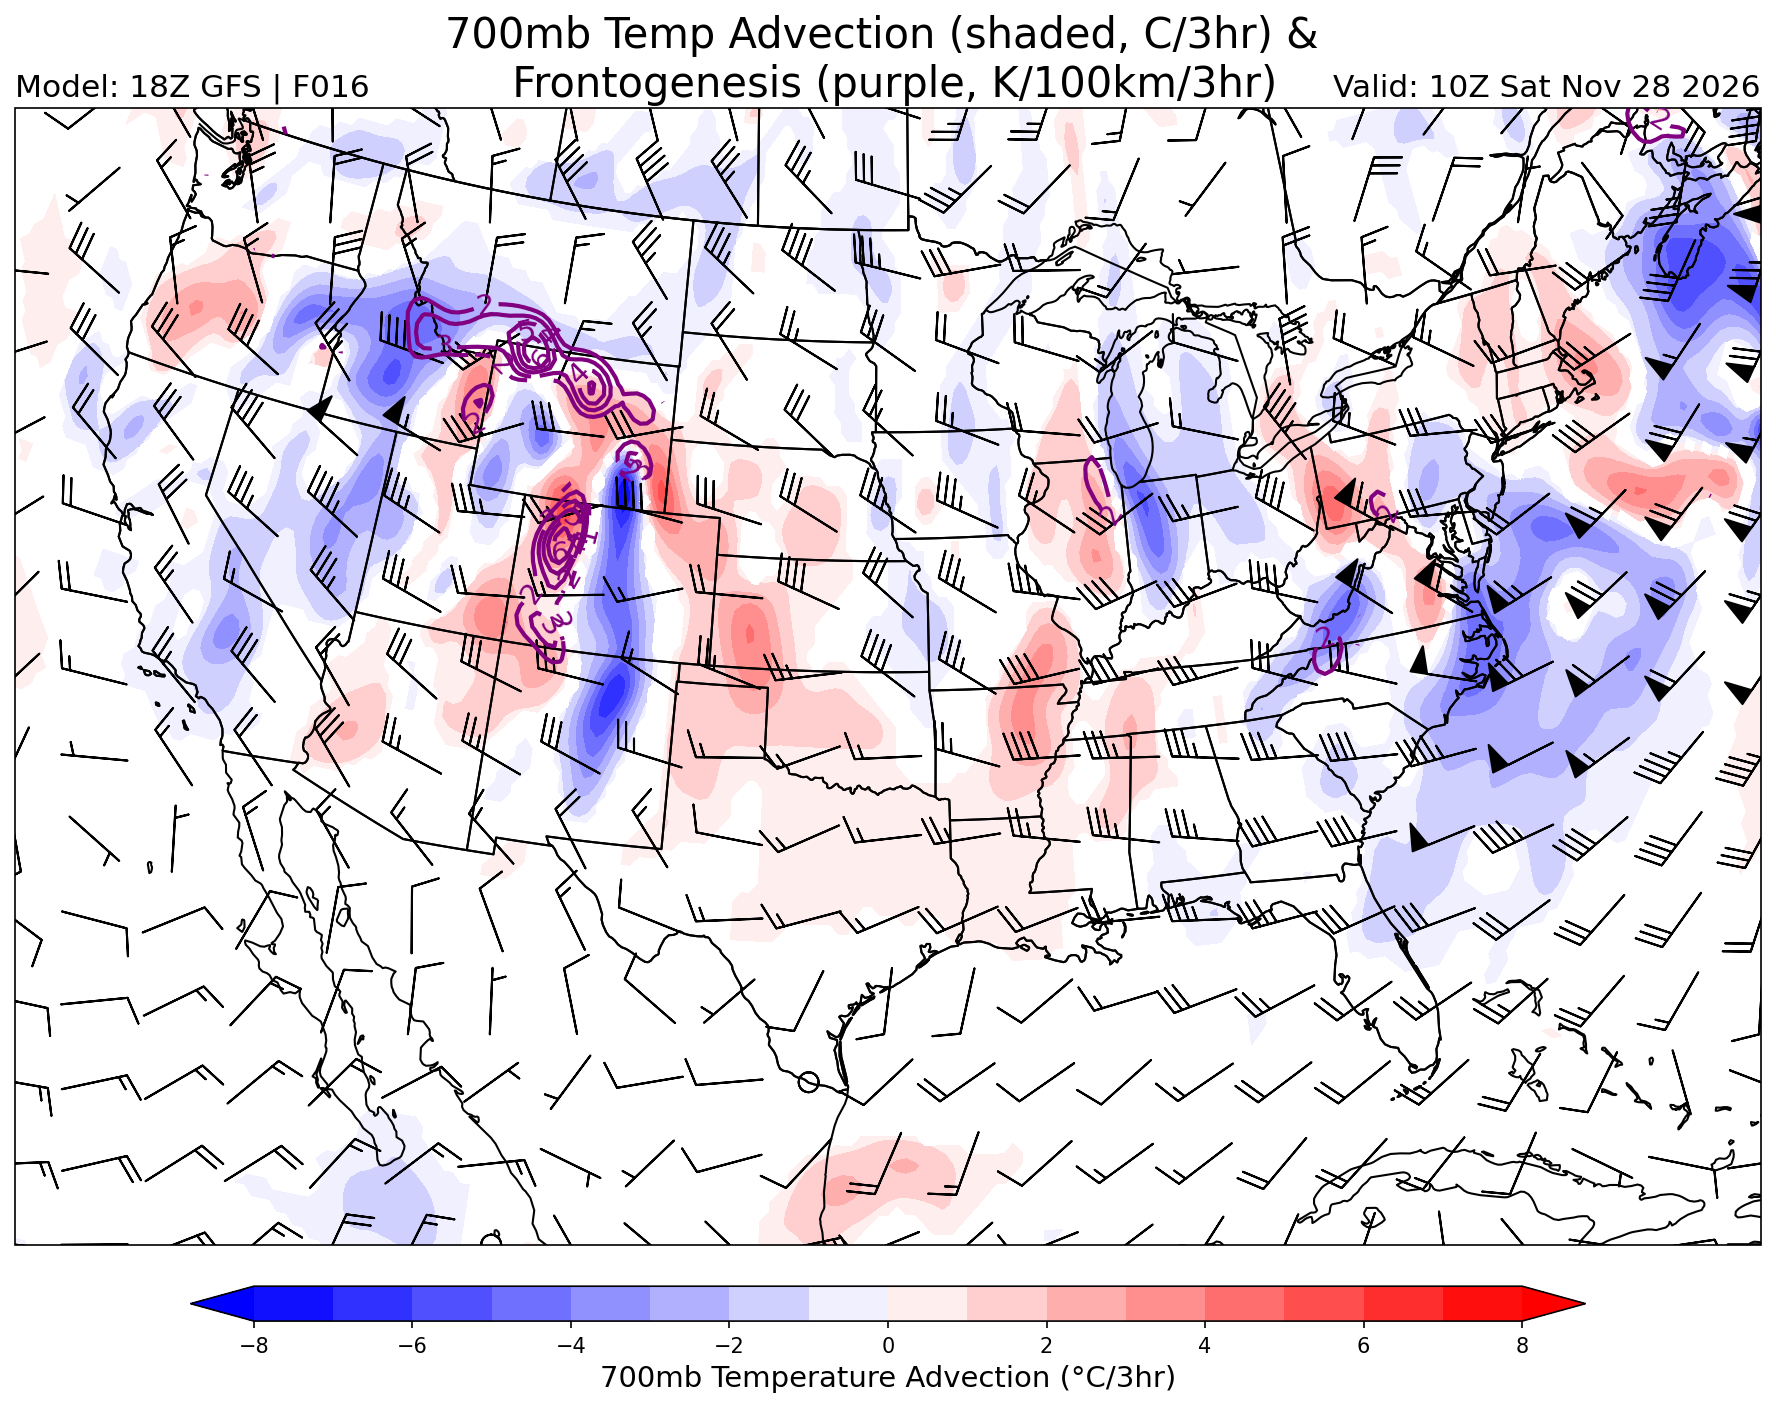 700mb Temp Advection (shaded, C/3hr) &
Model: 18Z GFS | F016
Frontogenesis (purple, K/100km/3hr)
Valid: 10Z Sat Nov 28 2026
−8 −6 −4 −2 0 2 4 6 8
700mb Temperature Advection (°C/3hr)